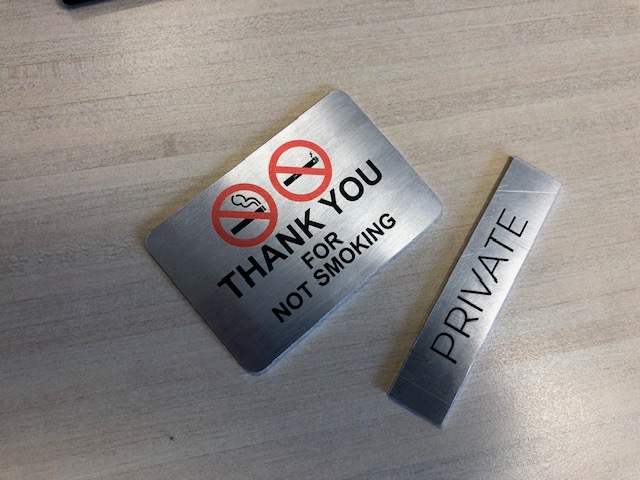 THANK YOU
FOR
NOT SMOKING
PRIVATE